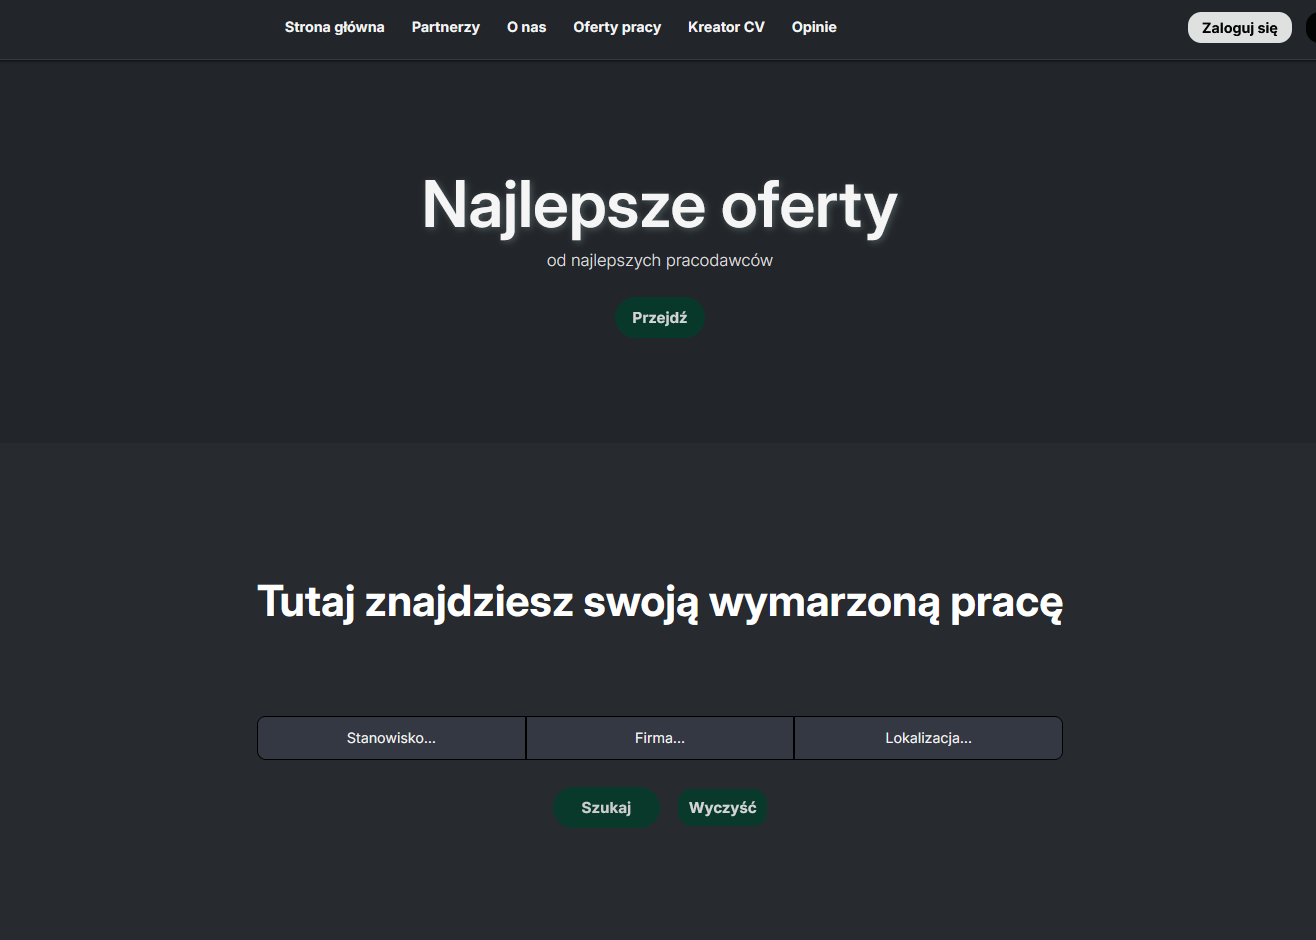 Strona główna Partnerzy O nas Oferty pracy Kreator CV Opinie Zaloguj się
Najlepsze oferty
od najlepszych pracodawców
Przejdź
Tutaj znajdziesz swoją wymarzoną pracę
Stanowisko... Firma... Lokalizacja...
Szukaj Wyczyść